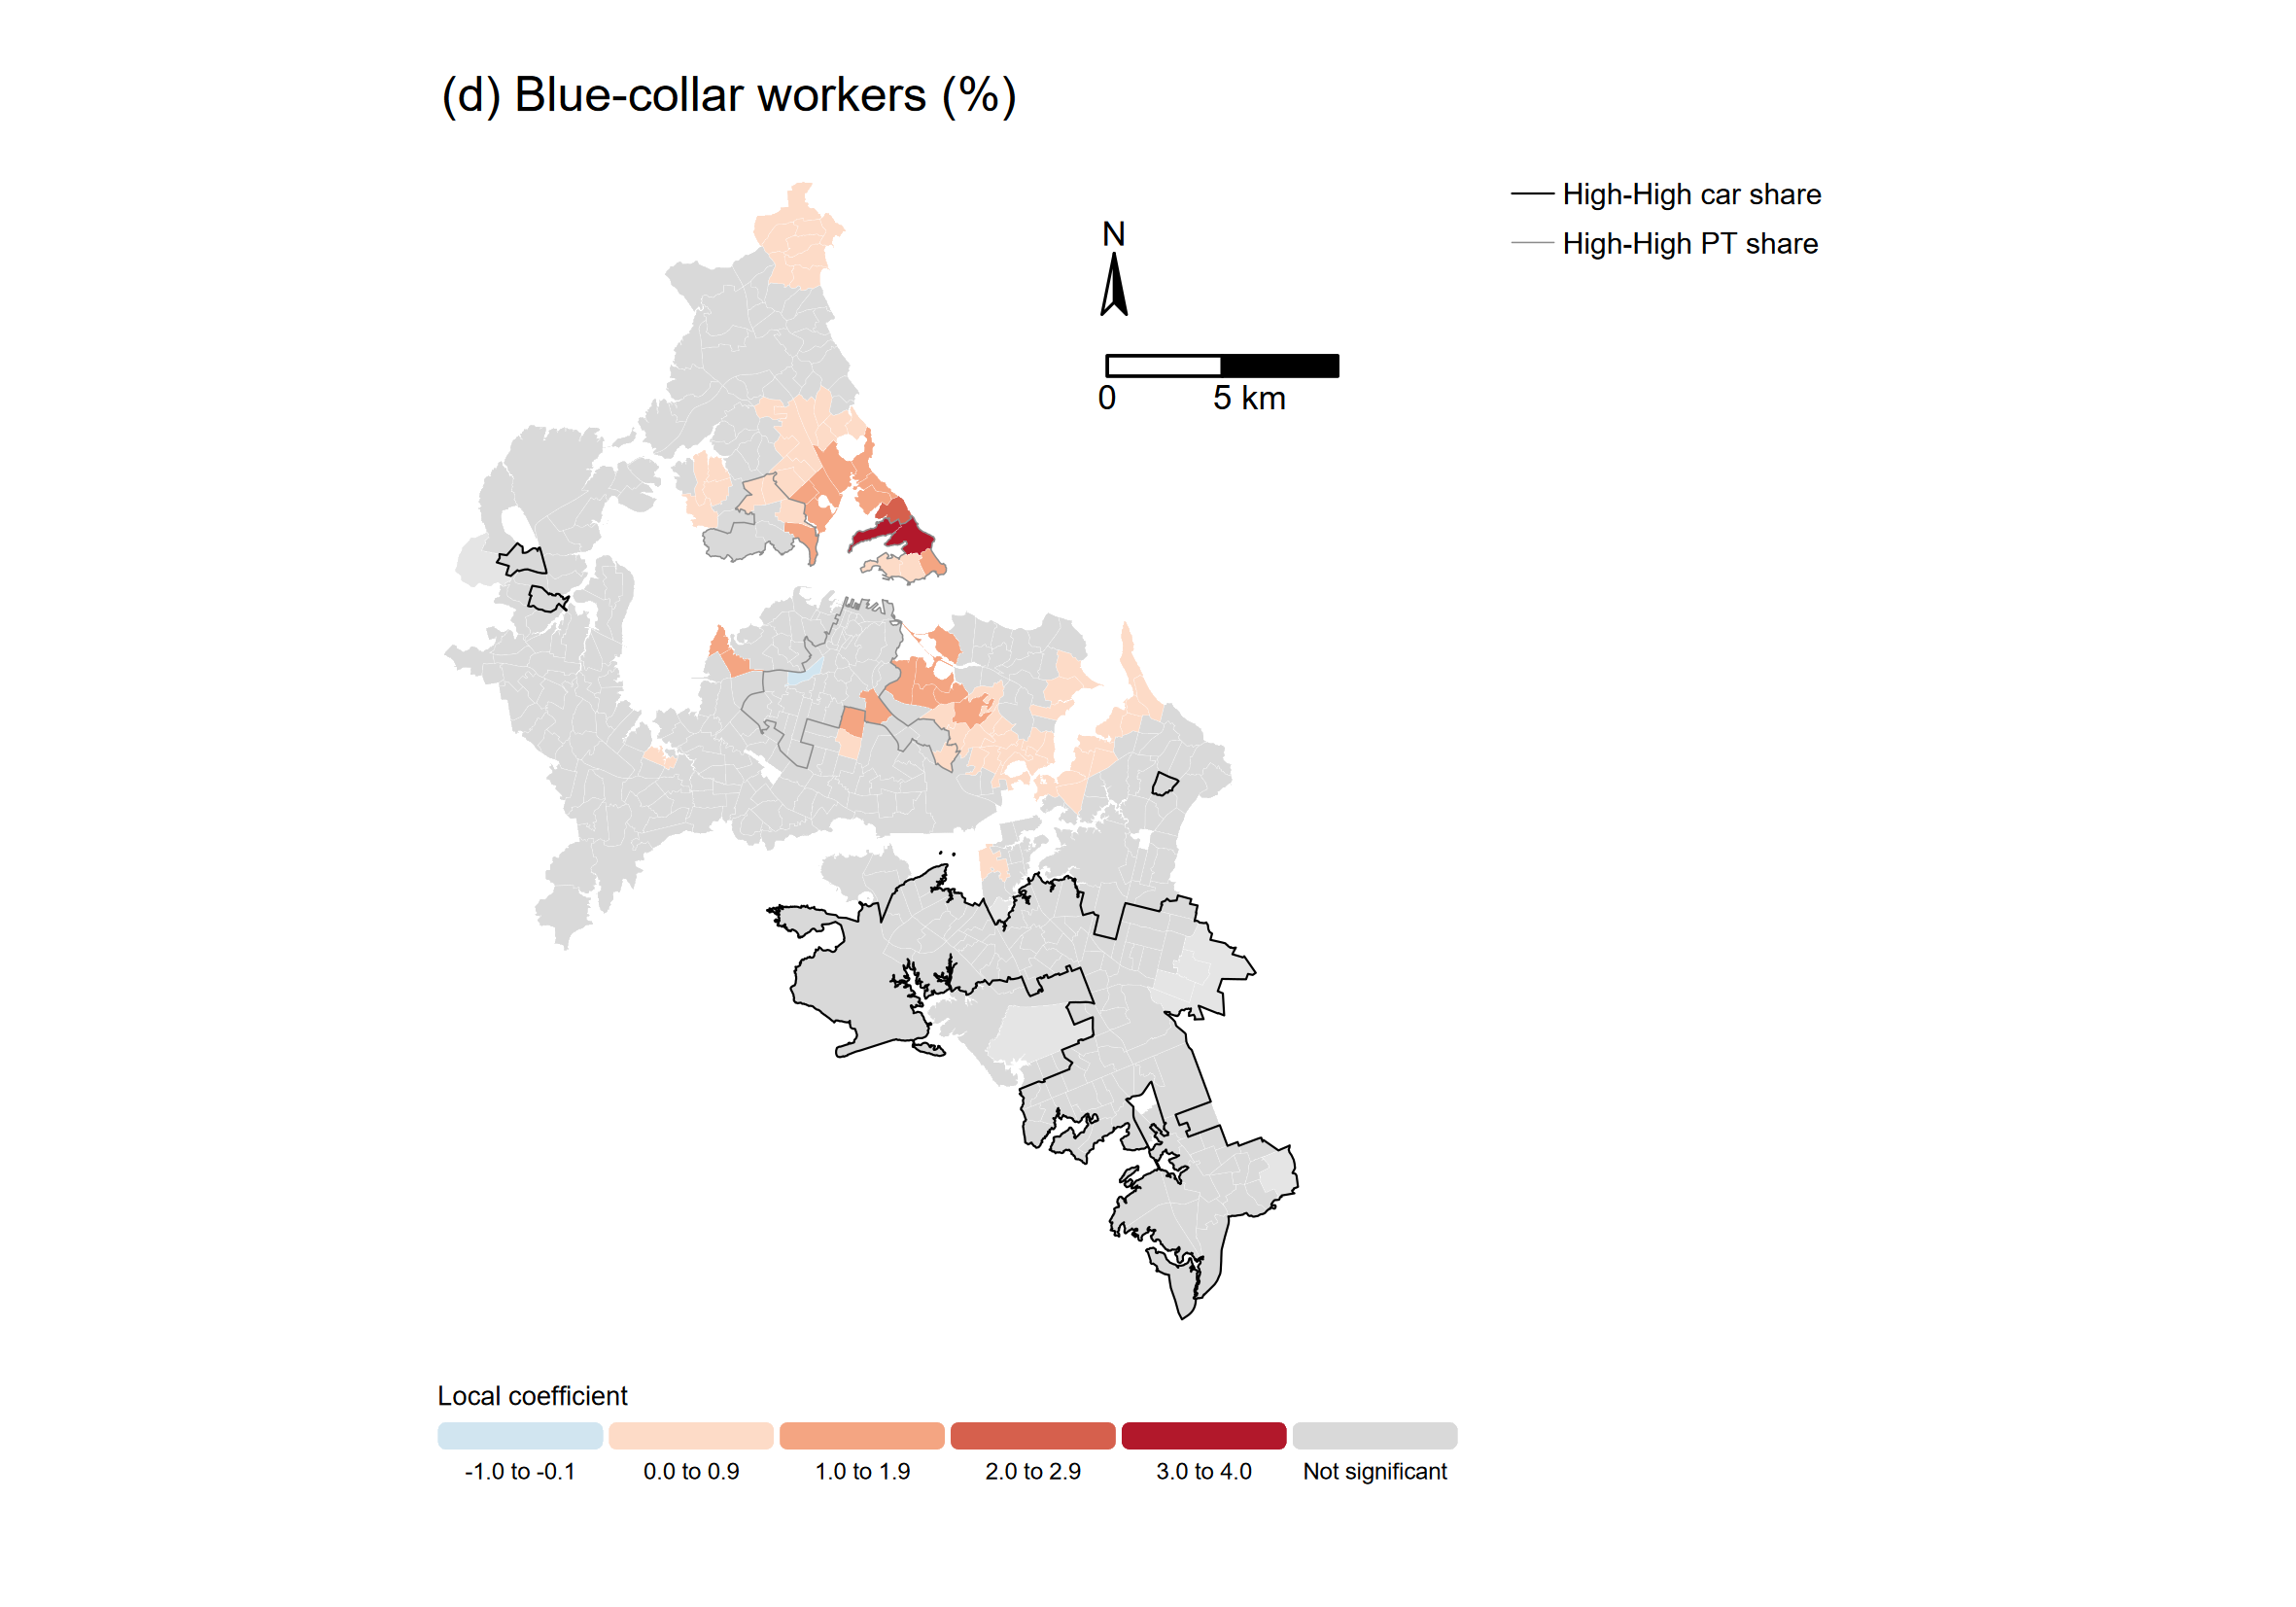 (d) Blue-collar workers (%)
High-High car share
High-High PT share
N
0 5 km
Local coefficient
-1.0 to -0.1 0.0 to 0.9 1.0 to 1.9 2.0 to 2.9 3.0 to 4.0 Not significant